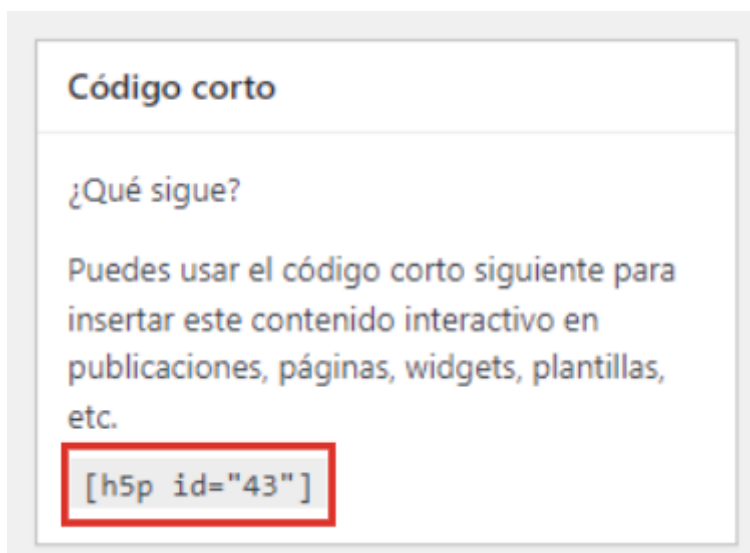 Código corto
¿Qué sigue?
Puedes usar el código corto siguiente para
insertar este contenido interactivo en
publicaciones, páginas, widgets, plantillas,
etc.
[h5p id="43"]